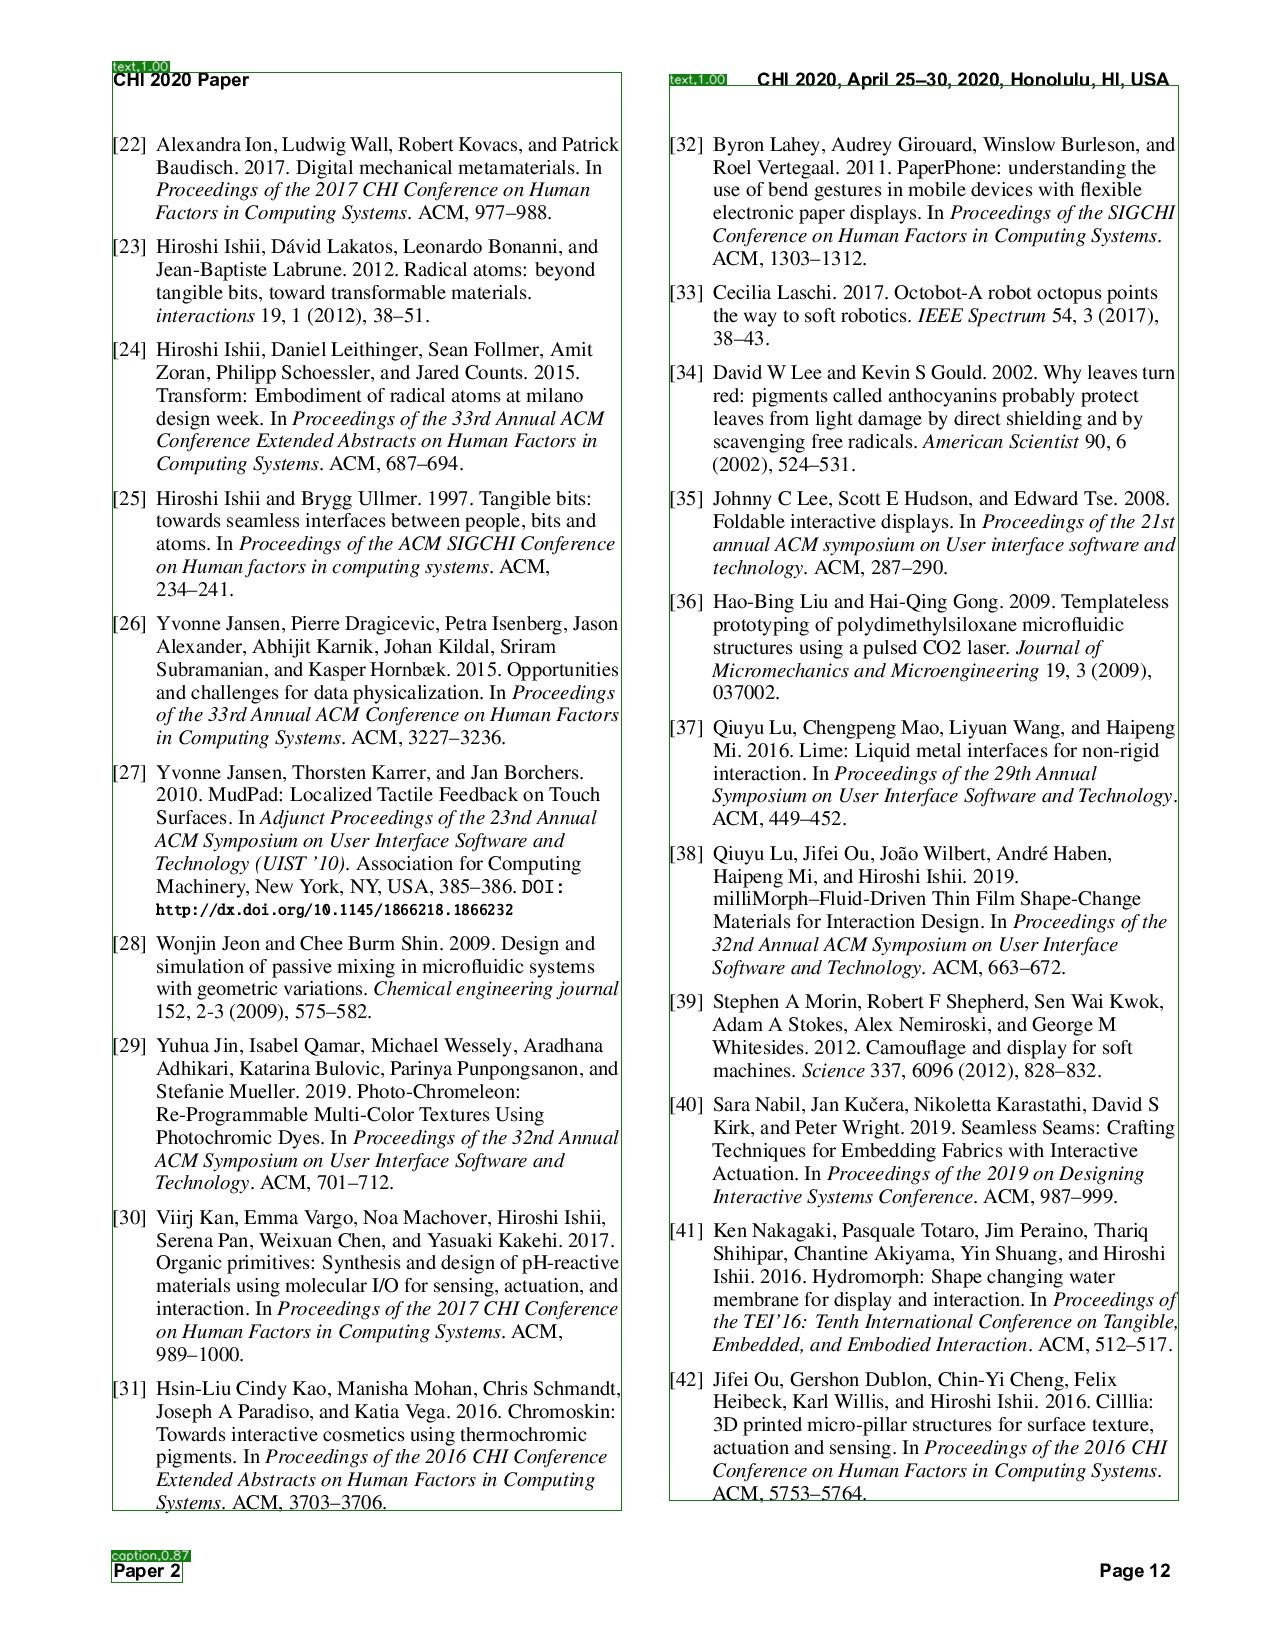 text,1.00
CHI 2020 Paper
text,1.00
CHI 2020, April 25–30, 2020, Honolulu, HI, USA
[22] Alexandra Ion, Ludwig Wall, Robert Kovacs, and Patrick
Baudisch. 2017. Digital mechanical metamaterials. In
Proceedings of the 2017 CHI Conference on Human
Factors in Computing Systems. ACM, 977–988.
[23] Hiroshi Ishii, Dávid Lakatos, Leonardo Bonanni, and
Jean-Baptiste Labrune. 2012. Radical atoms: beyond
tangible bits, toward transformable materials.
interactions 19, 1 (2012), 38–51.
[24] Hiroshi Ishii, Daniel Leithinger, Sean Follmer, Amit
Zoran, Philipp Schoessler, and Jared Counts. 2015.
Transform: Embodiment of radical atoms at milano
design week. In Proceedings of the 33rd Annual ACM
Conference Extended Abstracts on Human Factors in
Computing Systems. ACM, 687–694.
[25] Hiroshi Ishii and Brygg Ullmer. 1997. Tangible bits:
towards seamless interfaces between people, bits and
atoms. In Proceedings of the ACM SIGCHI Conference
on Human factors in computing systems. ACM,
234–241.
[26] Yvonne Jansen, Pierre Dragicevic, Petra Isenberg, Jason
Alexander, Abhijit Karnik, Johan Kildal, Sriram
Subramanian, and Kasper Hornbæk. 2015. Opportunities
and challenges for data physicalization. In Proceedings
of the 33rd Annual ACM Conference on Human Factors
in Computing Systems. ACM, 3227–3236.
[27] Yvonne Jansen, Thorsten Karrer, and Jan Borchers.
2010. MudPad: Localized Tactile Feedback on Touch
Surfaces. In Adjunct Proceedings of the 23nd Annual
ACM Symposium on User Interface Software and
Technology (UIST ’10). Association for Computing
Machinery, New York, NY, USA, 385–386. DOI:
http://dx.doi.org/10.1145/1866218.1866232
[28] Wonjin Jeon and Chee Burm Shin. 2009. Design and
simulation of passive mixing in microfluidic systems
with geometric variations. Chemical engineering journal
152, 2-3 (2009), 575–582.
[29] Yuhua Jin, Isabel Qamar, Michael Wessely, Aradhana
Adhikari, Katarina Bulovic, Parinya Punpongsanon, and
Stefanie Mueller. 2019. Photo-Chromeleon:
Re-Programmable Multi-Color Textures Using
Photochromic Dyes. In Proceedings of the 32nd Annual
ACM Symposium on User Interface Software and
Technology. ACM, 701–712.
[30] Viirj Kan, Emma Vargo, Noa Machover, Hiroshi Ishii,
Serena Pan, Weixuan Chen, and Yasuaki Kakehi. 2017.
Organic primitives: Synthesis and design of pH-reactive
materials using molecular I/O for sensing, actuation, and
interaction. In Proceedings of the 2017 CHI Conference
on Human Factors in Computing Systems. ACM,
989–1000.
[31] Hsin-Liu Cindy Kao, Manisha Mohan, Chris Schmandt,
Joseph A Paradiso, and Katia Vega. 2016. Chromoskin:
Towards interactive cosmetics using thermochromic
pigments. In Proceedings of the 2016 CHI Conference
Extended Abstracts on Human Factors in Computing
Systems. ACM, 3703–3706.
[32] Byron Lahey, Audrey Girouard, Winslow Burleson, and
Roel Vertegaal. 2011. PaperPhone: understanding the
use of bend gestures in mobile devices with flexible
electronic paper displays. In Proceedings of the SIGCHI
Conference on Human Factors in Computing Systems.
ACM, 1303–1312.
[33] Cecilia Laschi. 2017. Octobot-A robot octopus points
the way to soft robotics. IEEE Spectrum 54, 3 (2017),
38–43.
[34] David W Lee and Kevin S Gould. 2002. Why leaves turn
red: pigments called anthocyanins probably protect
leaves from light damage by direct shielding and by
scavenging free radicals. American Scientist 90, 6
(2002), 524–531.
[35] Johnny C Lee, Scott E Hudson, and Edward Tse. 2008.
Foldable interactive displays. In Proceedings of the 21st
annual ACM symposium on User interface software and
technology. ACM, 287–290.
[36] Hao-Bing Liu and Hai-Qing Gong. 2009. Templateless
prototyping of polydimethylsiloxane microfluidic
structures using a pulsed CO2 laser. Journal of
Micromechanics and Microengineering 19, 3 (2009),
037002.
[37] Qiuyu Lu, Chengpeng Mao, Liyuan Wang, and Haipeng
Mi. 2016. Lime: Liquid metal interfaces for non-rigid
interaction. In Proceedings of the 29th Annual
Symposium on User Interface Software and Technology.
ACM, 449–452.
[38] Qiuyu Lu, Jifei Ou, João Wilbert, André Haben,
Haipeng Mi, and Hiroshi Ishii. 2019.
milliMorph–Fluid-Driven Thin Film Shape-Change
Materials for Interaction Design. In Proceedings of the
32nd Annual ACM Symposium on User Interface
Software and Technology. ACM, 663–672.
[39] Stephen A Morin, Robert F Shepherd, Sen Wai Kwok,
Adam A Stokes, Alex Nemiroski, and George M
Whitesides. 2012. Camouflage and display for soft
machines. Science 337, 6096 (2012), 828–832.
[40] Sara Nabil, Jan Kučera, Nikoletta Karastathi, David S
Kirk, and Peter Wright. 2019. Seamless Seams: Crafting
Techniques for Embedding Fabrics with Interactive
Actuation. In Proceedings of the 2019 on Designing
Interactive Systems Conference. ACM, 987–999.
[41] Ken Nakagaki, Pasquale Totaro, Jim Peraino, Thariq
Shihipar, Chantine Akiyama, Yin Shuang, and Hiroshi
Ishii. 2016. Hydromorph: Shape changing water
membrane for display and interaction. In Proceedings of
the TEI’16: Tenth International Conference on Tangible,
Embedded, and Embodied Interaction. ACM, 512–517.
[42] Jifei Ou, Gershon Dublon, Chin-Yi Cheng, Felix
Heibeck, Karl Willis, and Hiroshi Ishii. 2016. Cilllia:
3D printed micro-pillar structures for surface texture,
actuation and sensing. In Proceedings of the 2016 CHI
Conference on Human Factors in Computing Systems.
ACM, 5753–5764.
caption,0.87
Paper 2
Page 12